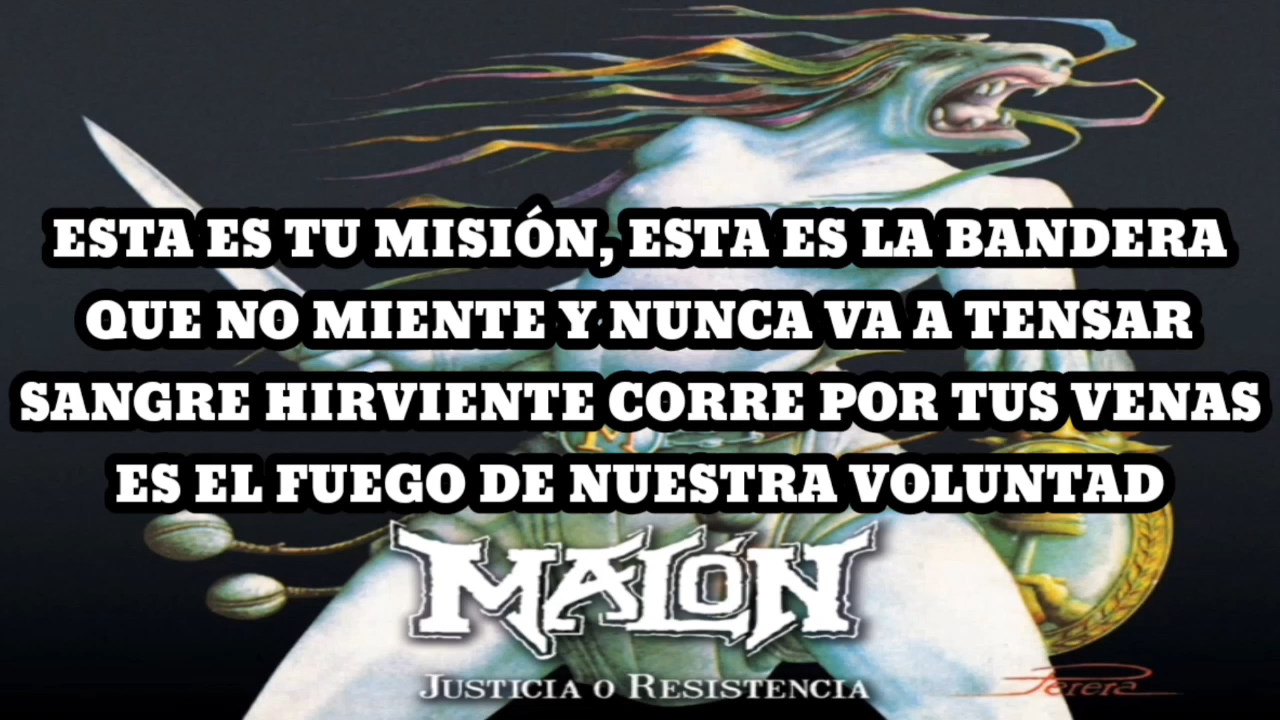 ESTA ES TU MISIÓN, ESTA ES LA BANDERA
QUE NO MIENTE Y NUNCA VA A TENSAR
SANGRE HIRVIENTE CORRE POR TUS VENAS
ES EL FUEGO DE NUESTRA VOLUNTAD
MALÓN
JUSTICIA O RESISTENCIA
Perera